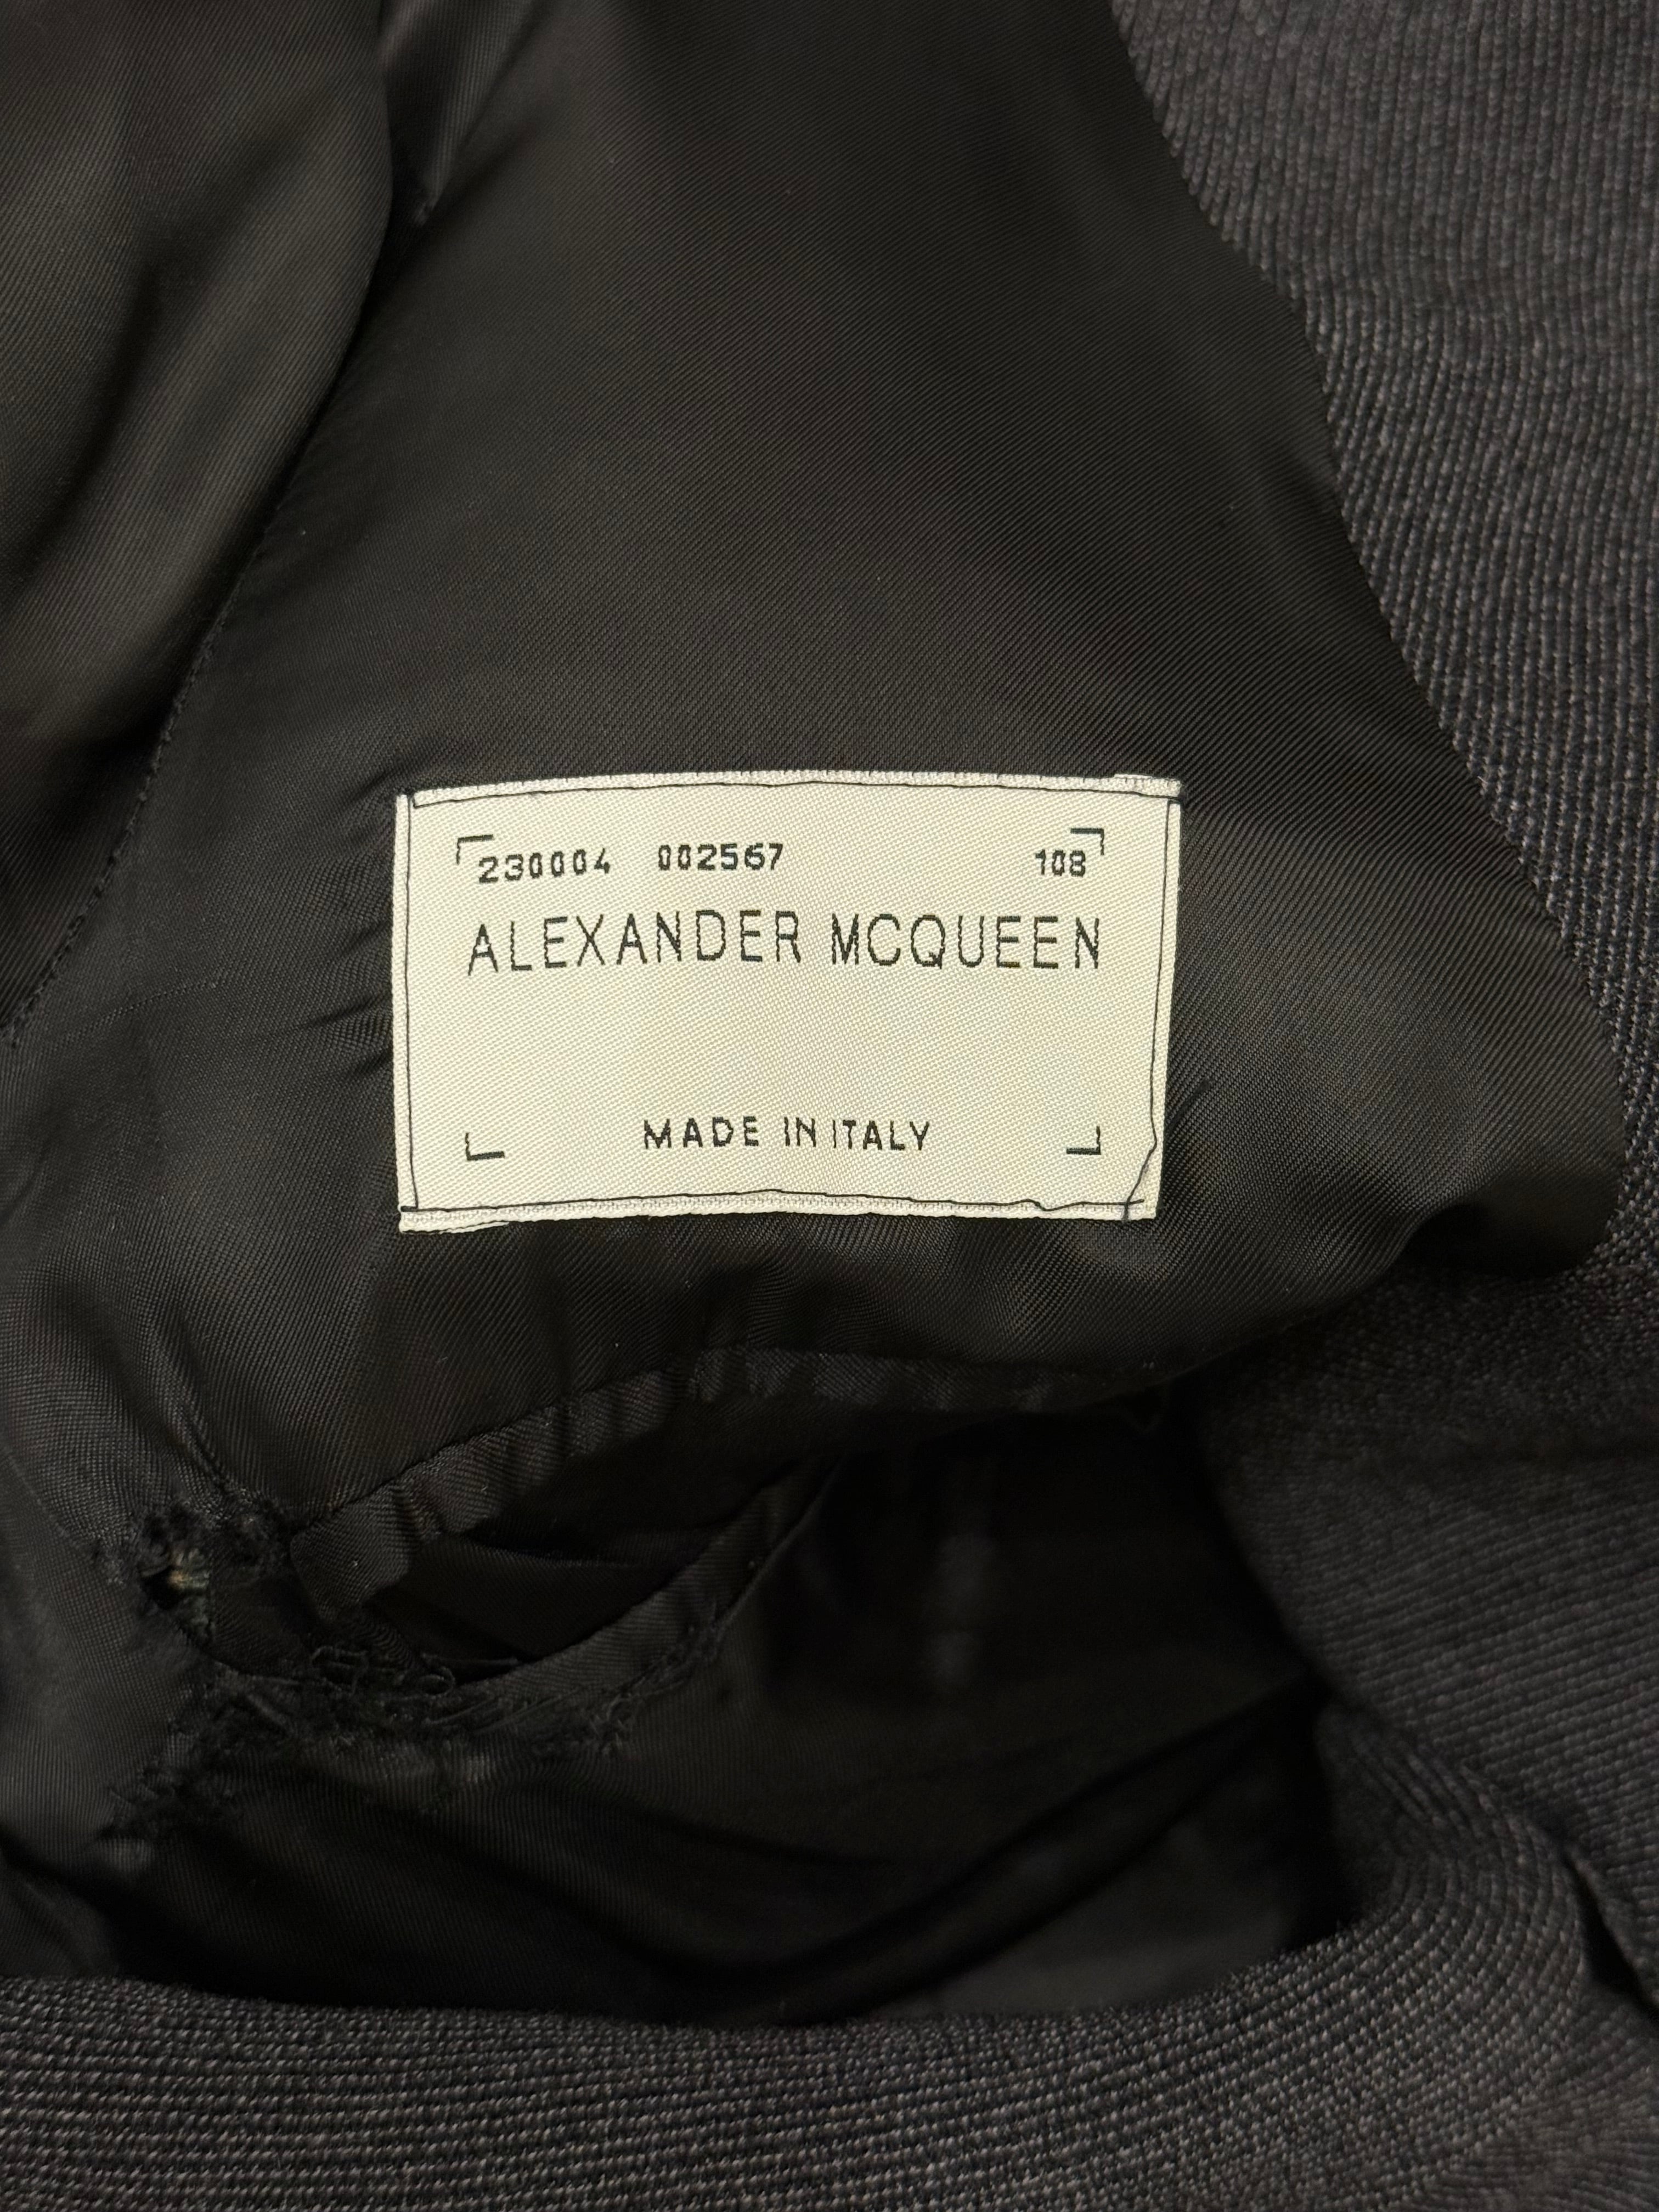 230004 002567 108
ALEXANDER MCQUEEN
MADE IN ITALY